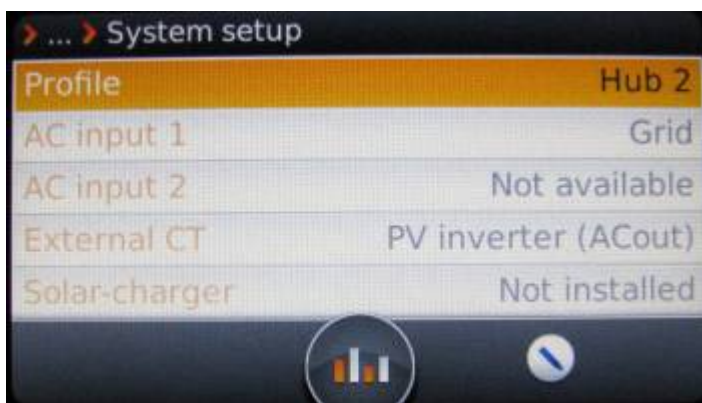 > ... > System setup
Profile Hub 2
AC input 1 Grid
AC input 2 Not available
External CT PV inverter (ACout)
Solar-charger Not installed